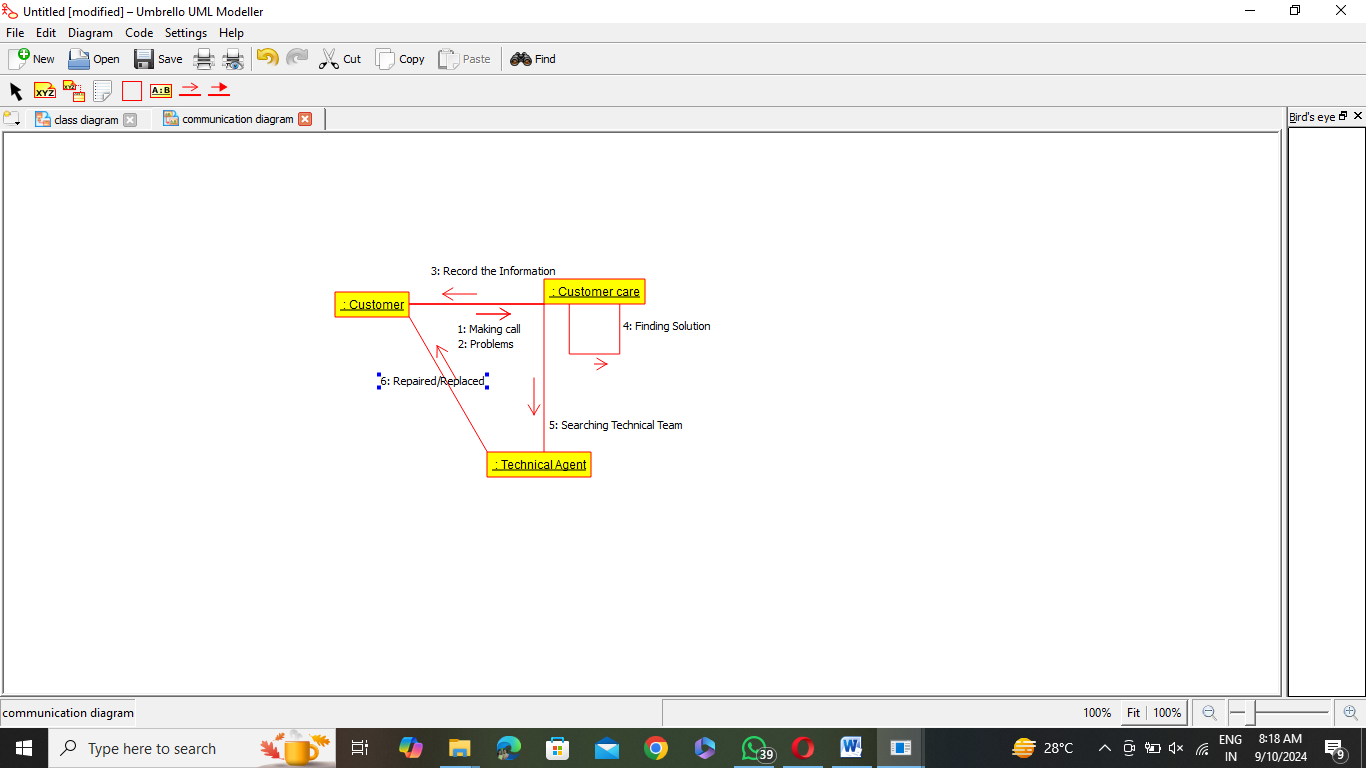 Untitled [modified] – Umbrello UML Modeller
File Edit Diagram Code Settings Help
New Open Save Cut Copy Paste Find
XYZ XYZ A:B
class diagram communication diagram Bird's eye
3: Record the Information
: Customer care
: Customer
1: Making call
4: Finding Solution
2: Problems
6: Repaired/Replaced
5: Searching Technical Team
: Technical Agent
communication diagram 100% Fit 100%
Type here to search 39 W 28°C ENG IN 8:18 AM 9/10/2024 9